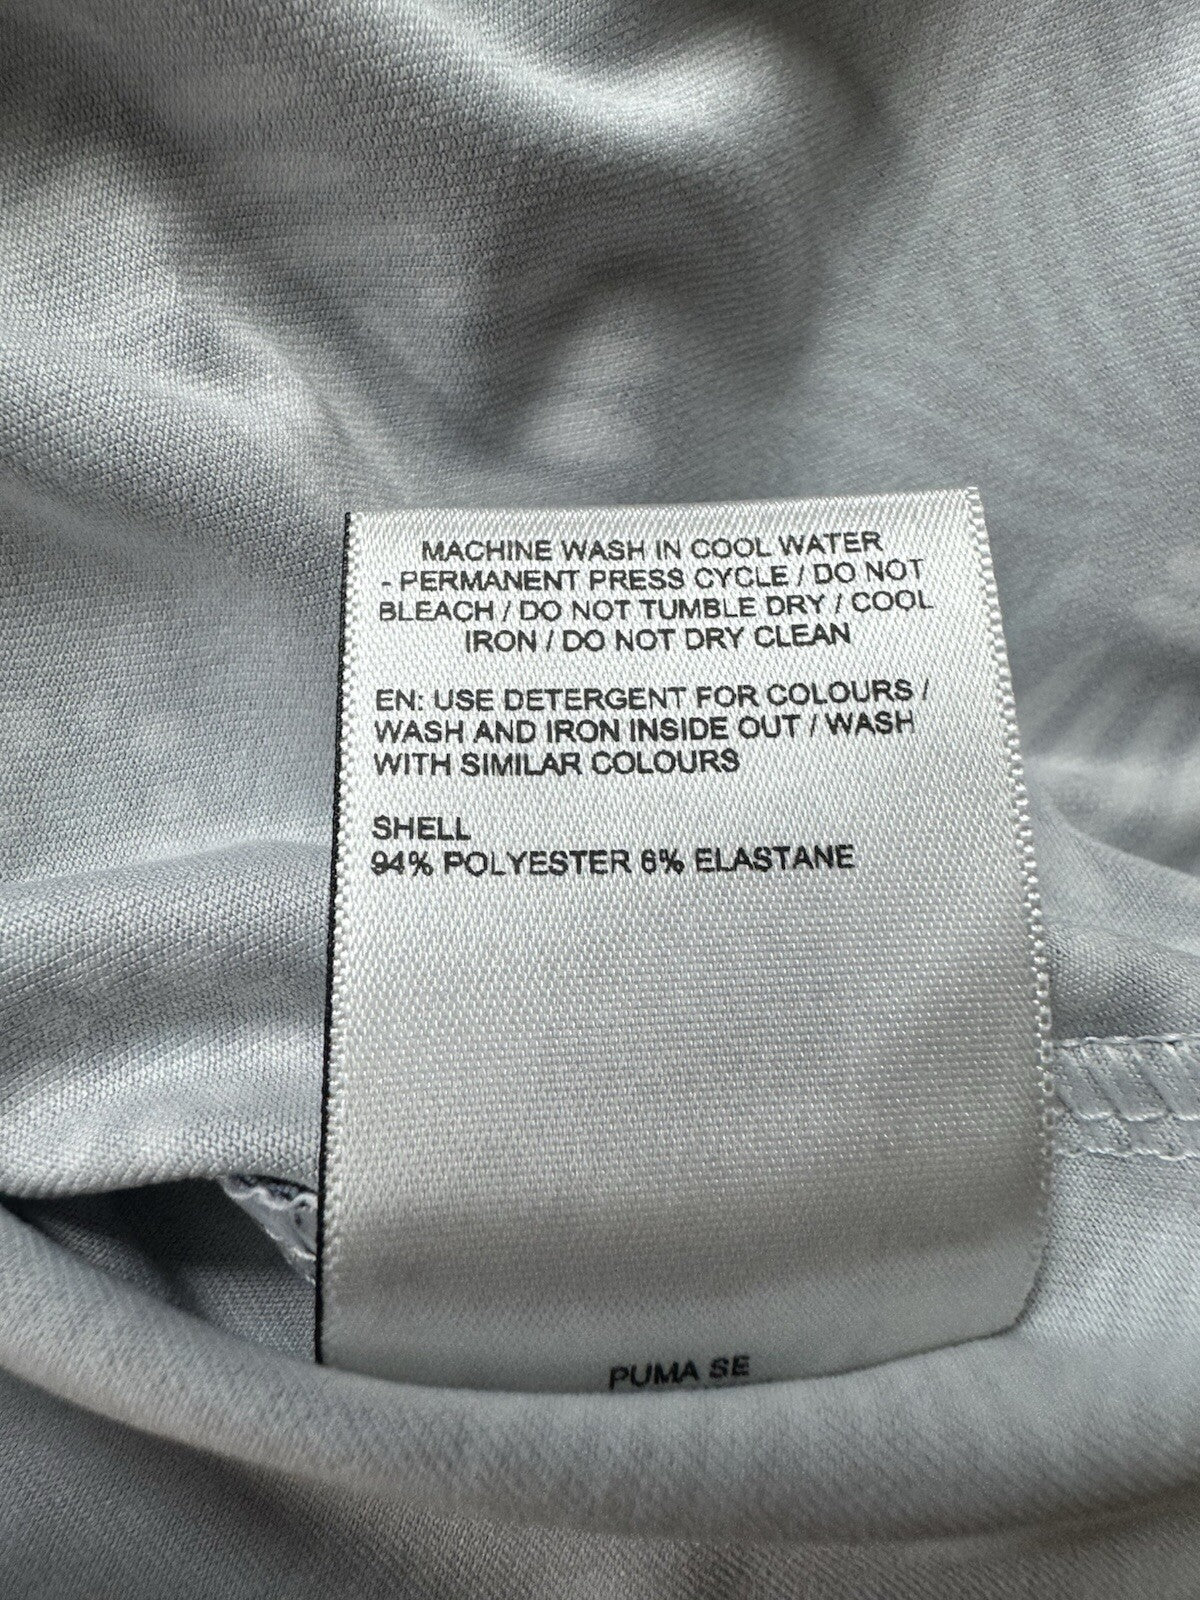 MACHINE WASH IN COOL WATER
- PERMANENT PRESS CYCLE / DO NOT
BLEACH / DO NOT TUMBLE DRY / COOL
IRON / DO NOT DRY CLEAN
EN: USE DETERGENT FOR COLOURS /
WASH AND IRON INSIDE OUT / WASH
WITH SIMILAR COLOURS
SHELL
94% POLYESTER 6% ELASTANE
PUMA SE